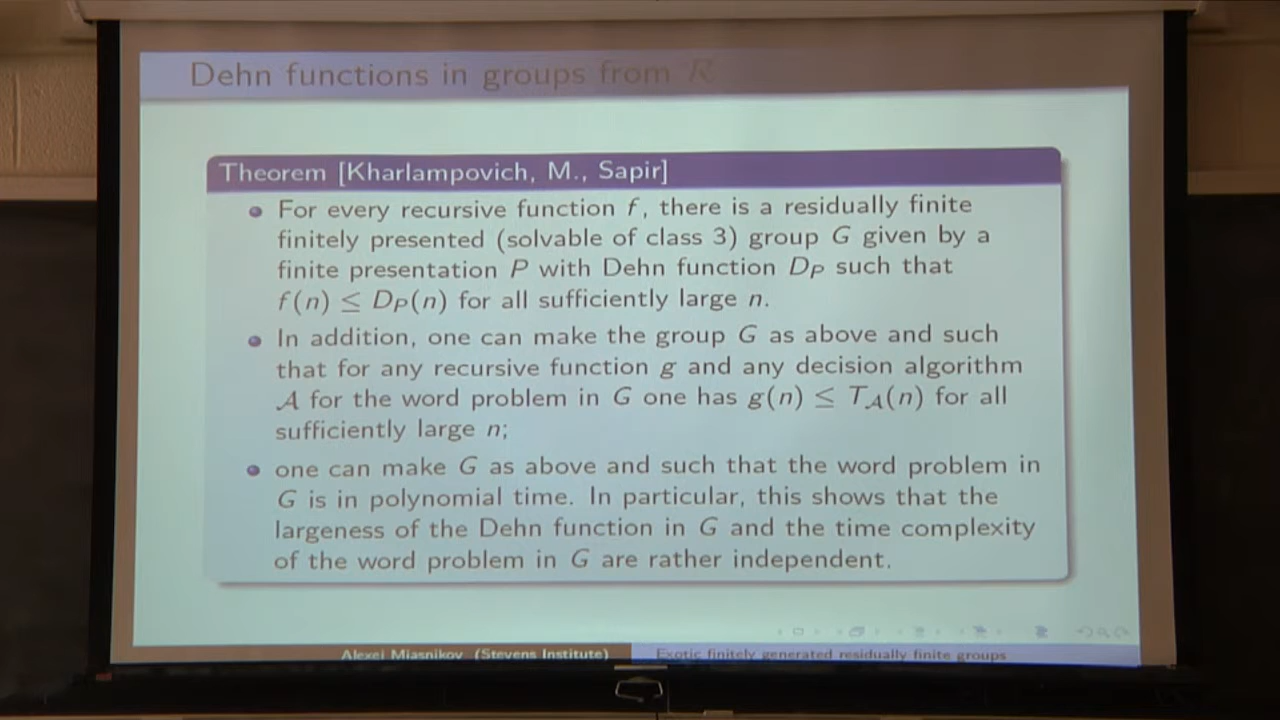 Dehn functions in groups from R
Theorem [Kharlampovich, M., Sapir]
For every recursive function f, there is a residually finite
finitely presented (solvable of class 3) group G given by a
finite presentation P with Dehn function D_P such that
f(n) ≤ D_P(n) for all sufficiently large n.
In addition, one can make the group G as above and such
that for any recursive function g and any decision algorithm
𝒜 for the word problem in G one has g(n) ≤ T_𝒜(n) for all
sufficiently large n;
one can make G as above and such that the word problem in
G is in polynomial time. In particular, this shows that the
largeness of the Dehn function in G and the time complexity
of the word problem in G are rather independent.
Alexei Miasnikov (Stevens Institute)
Exotic finitely generated residually finite groups